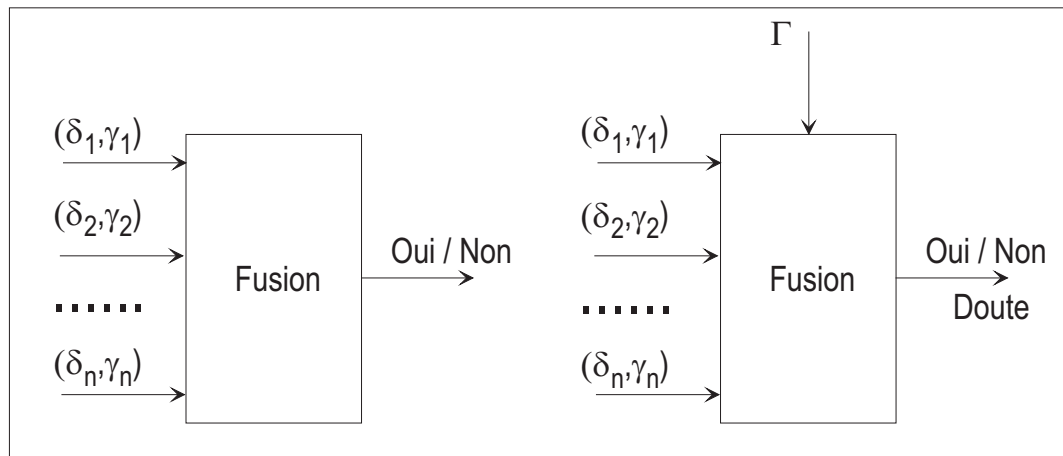 (δ1,γ1)
(δ2,γ2)
......
(δn,γn)
Fusion
Oui / Non
Γ
(δ1,γ1)
(δ2,γ2)
......
(δn,γn)
Fusion
Oui / Non
Doute